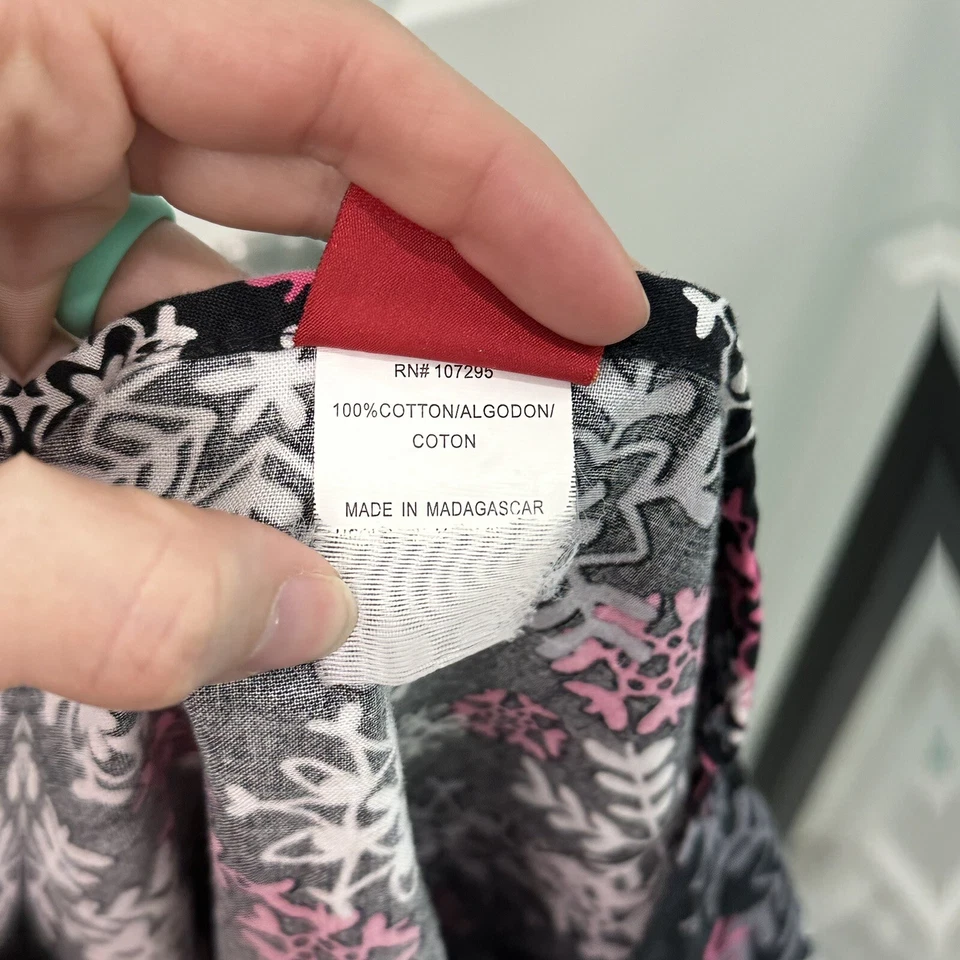 RN# 107295
100%COTTON/ALGODON/
COTON
MADE IN MADAGASCAR